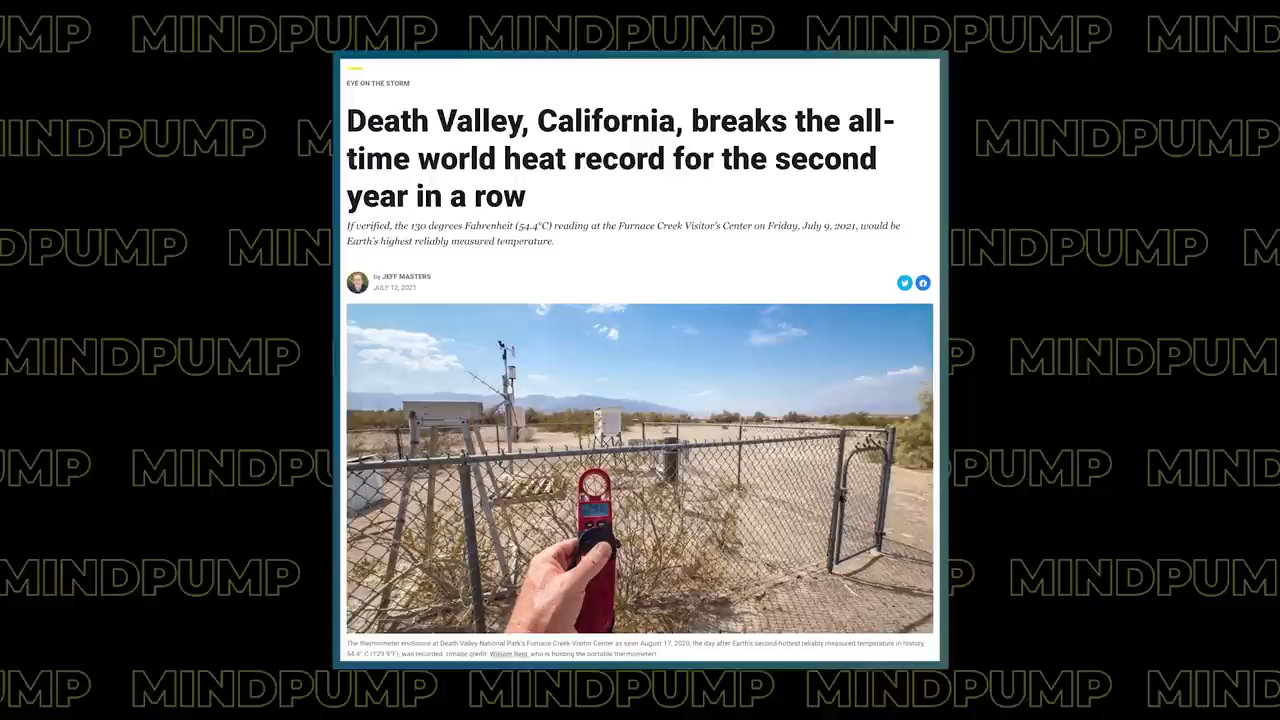 MINDPUMP MINDPUMP MINDPUMP MIND
EYE ON THE STORM
Death Valley, California, breaks the all-
time world heat record for the second
year in a row
If verified, the 130 degrees Fahrenheit (54.4°C) reading at the Furnace Creek Visitor's Center on Friday, July 9, 2021, would be
Earth's highest reliably measured temperature.
by JEFF MASTERS
JULY 12, 2021
The thermometer enclosure at Death Valley National Park's Furnace Creek Visitor Center as seen August 17, 2020, the day after Earth's second-hottest reliably measured temperature in history,
54.4° C (129.9°F), was recorded. (Image credit: William Reid, who is holding the portable thermometer)